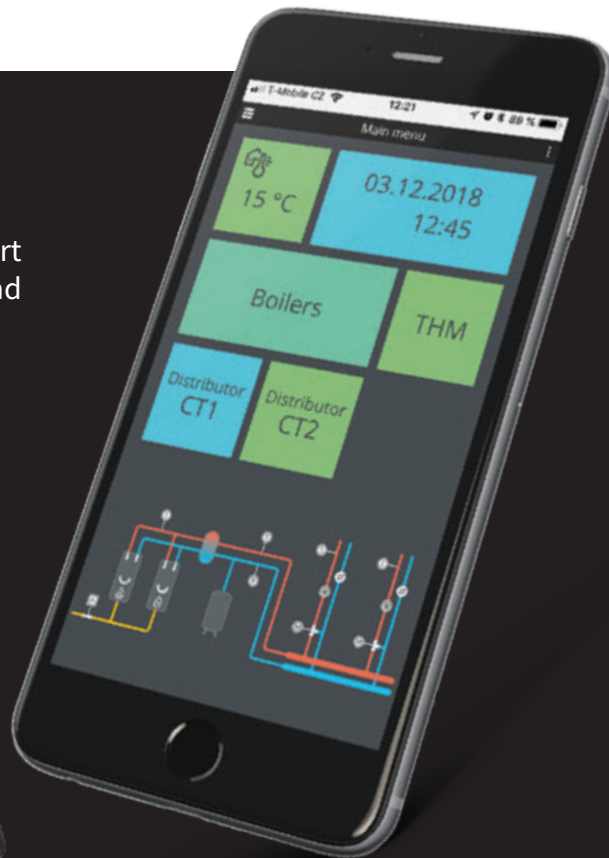 rt
nd
T-Mobile CZ 12:21 88 %
Main menu
15 °C
03.12.2018
12:45
Boilers
THM
Distributor
CT1
Distributor
CT2